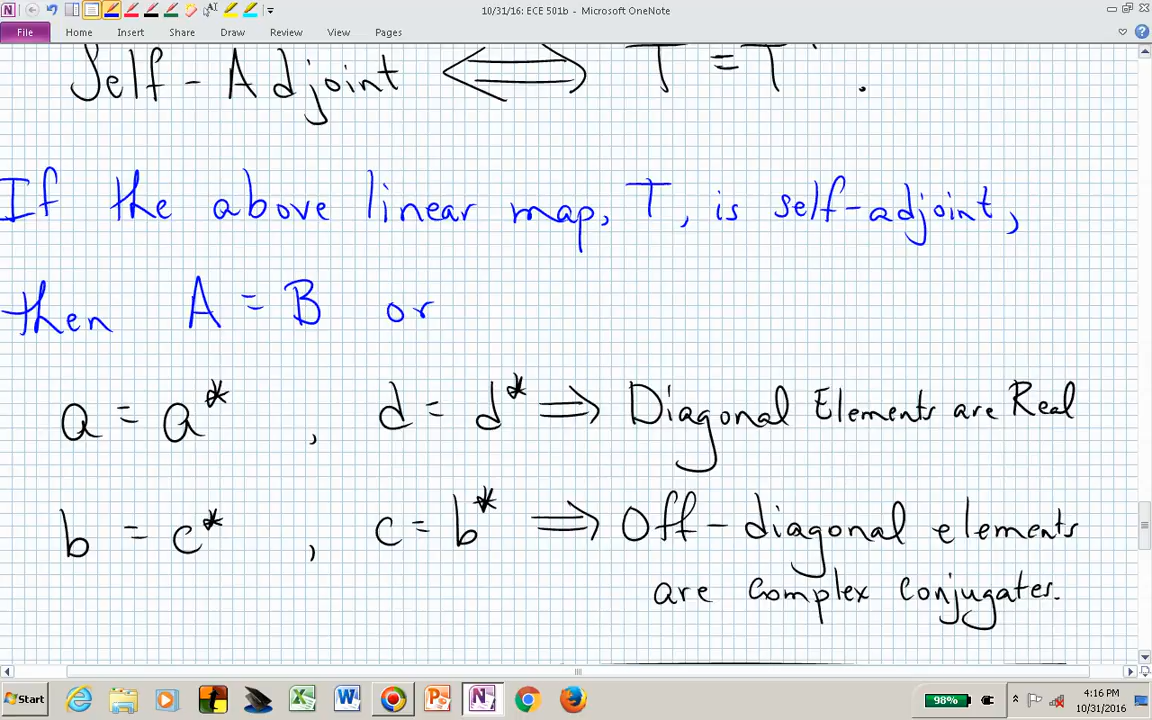 10/31/16: ECE 501b - Microsoft OneNote
File Home Insert Share Draw Review View Pages
Self-Adjoint ⟺ T = T
If the above linear map, T, is self-adjoint,
then A = B or
a = a* , d = d* ⟹ Diagonal Elements are Real
b = c* , c = b* ⟹ Off-diagonal elements
are complex conjugates.
Start
98%
4:16 PM
10/31/2016